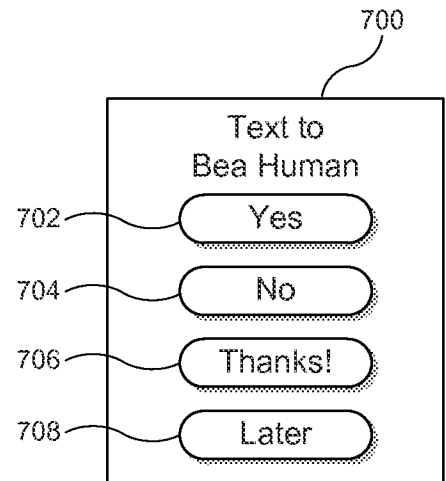 700
Text to
Bea Human
702 Yes
704 No
706 Thanks!
708 Later